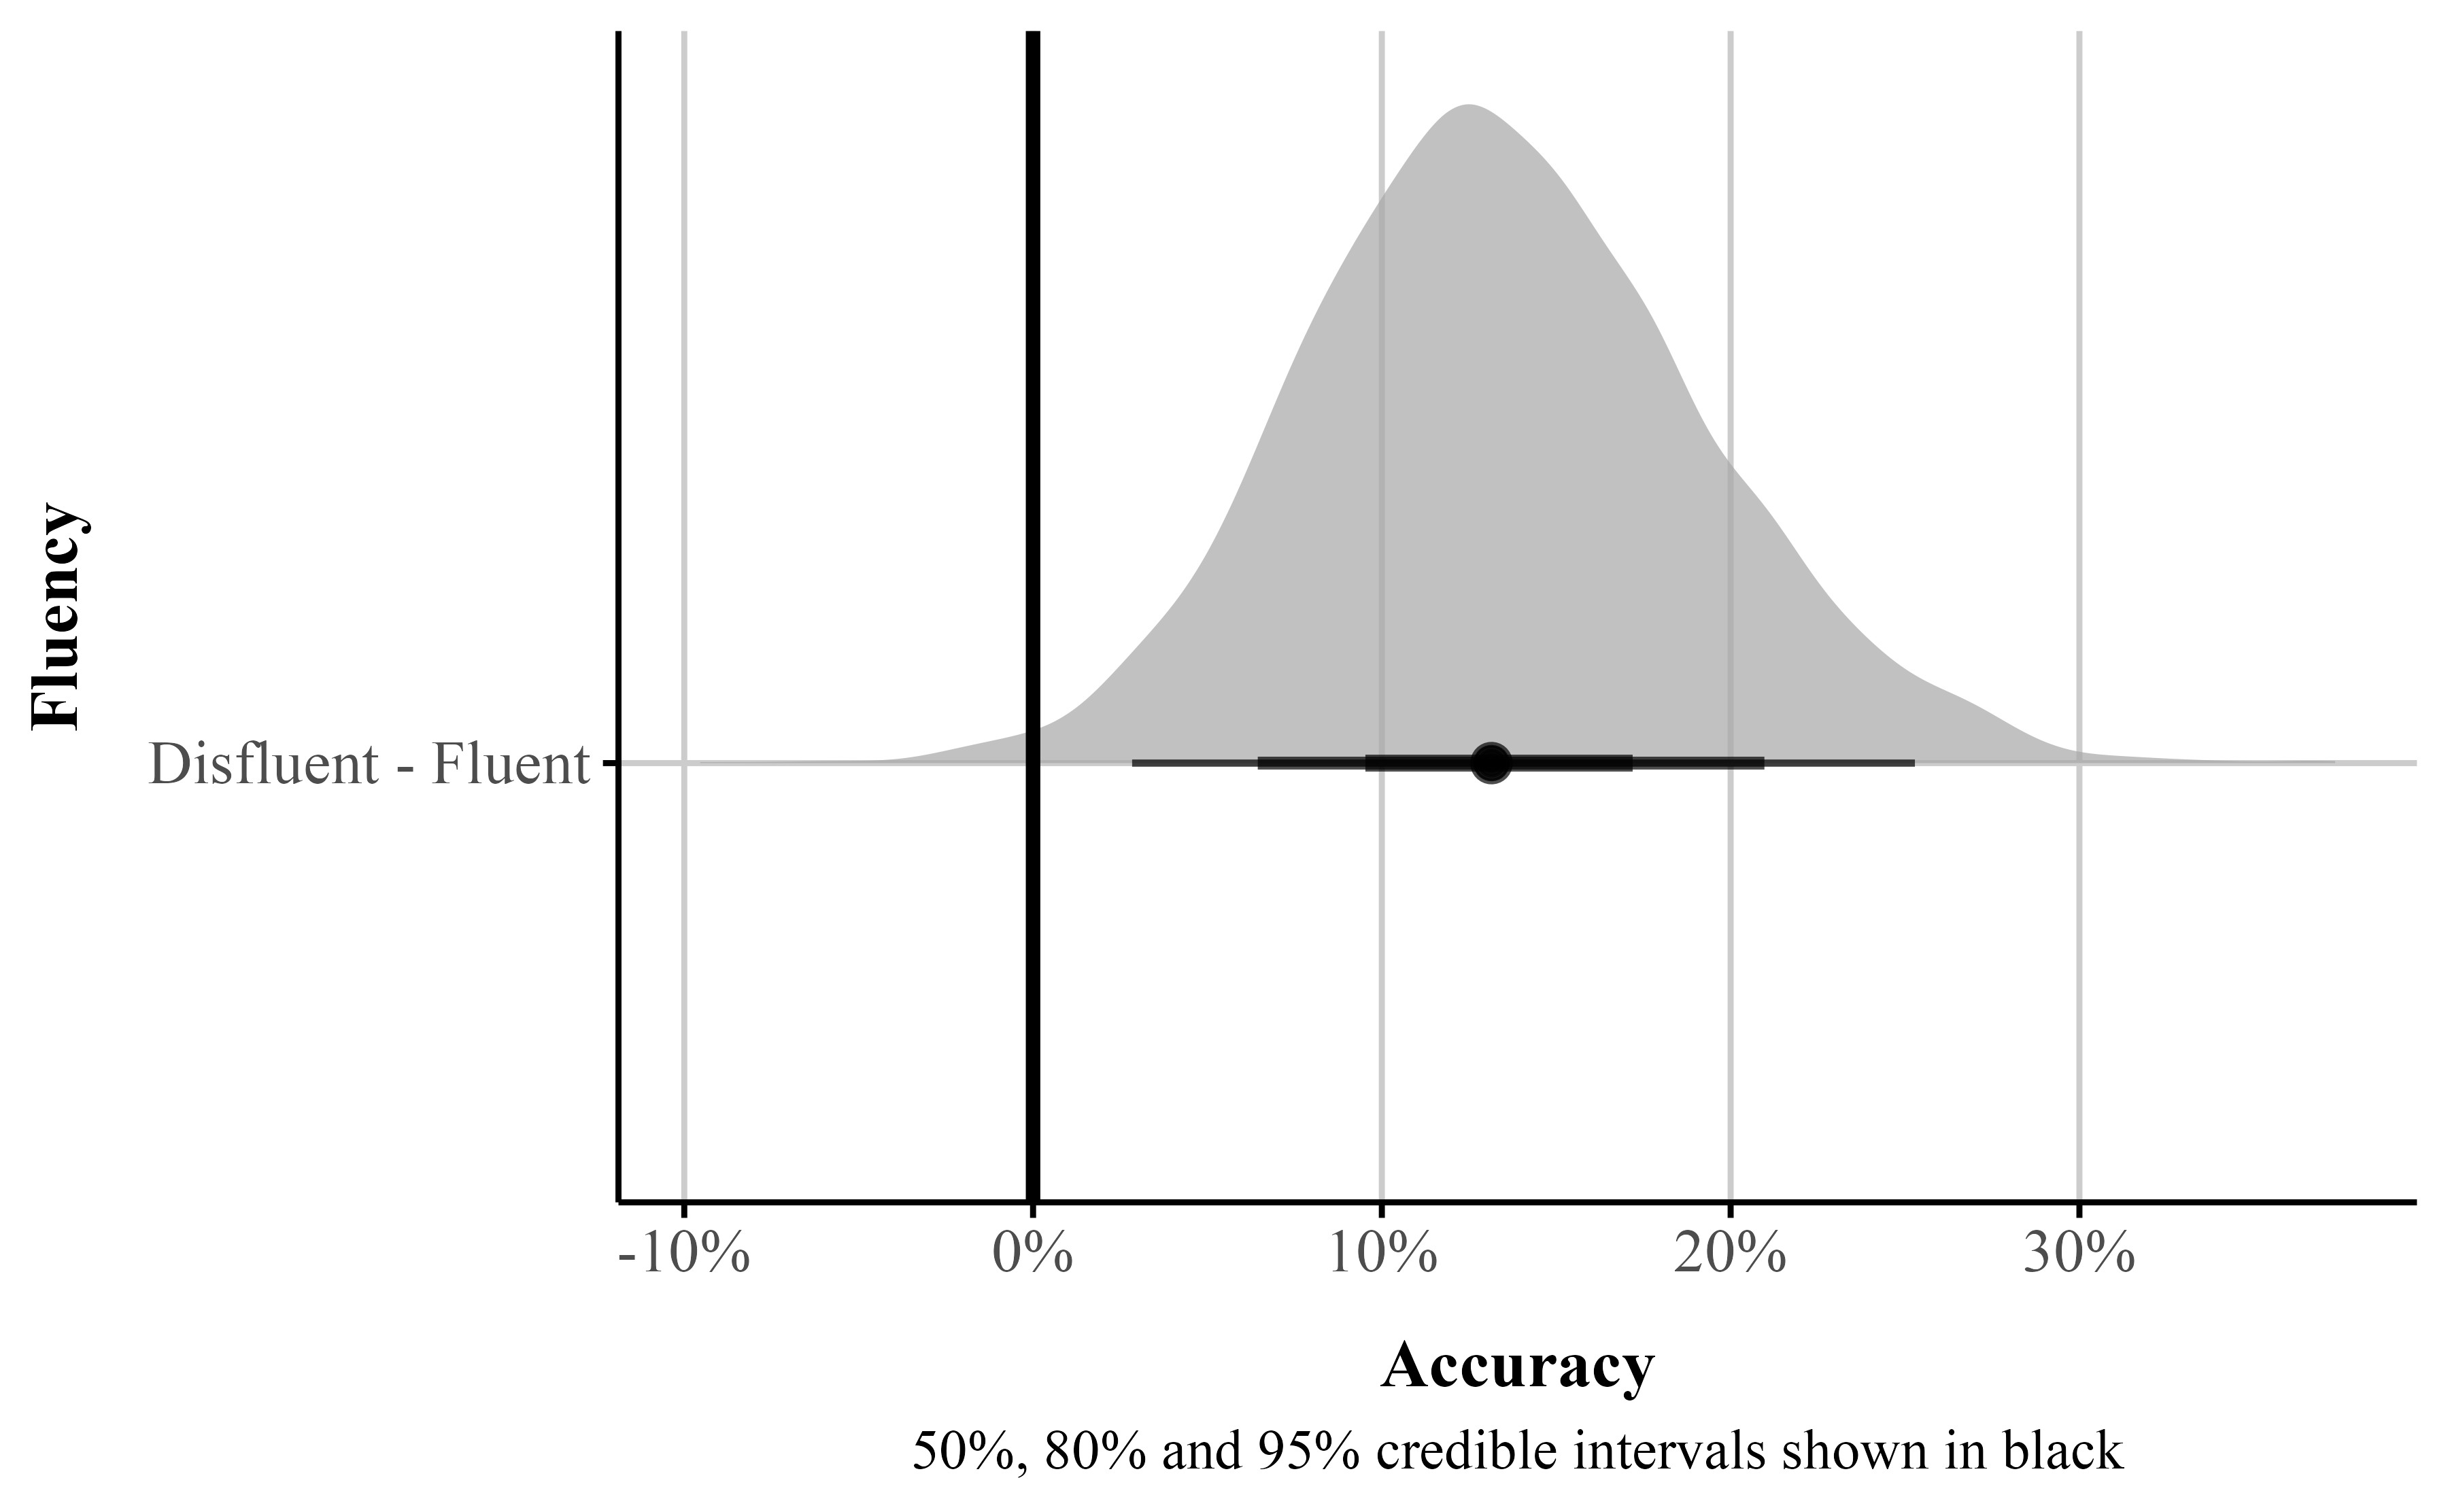 Fluency
Disfluent - Fluent
-10% 0% 10% 20% 30%
Accuracy
50%, 80% and 95% credible intervals shown in black